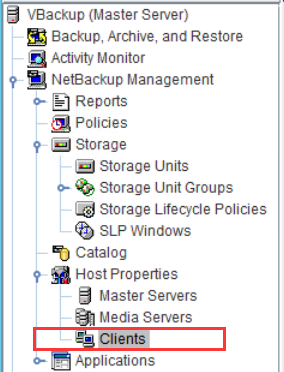 VBackup (Master Server)
Backup, Archive, and Restore
Activity Monitor
NetBackup Management
Reports
Policies
Storage
Storage Units
Storage Unit Groups
Storage Lifecycle Policies
SLP Windows
Catalog
Host Properties
Master Servers
Media Servers
Clients
Applications